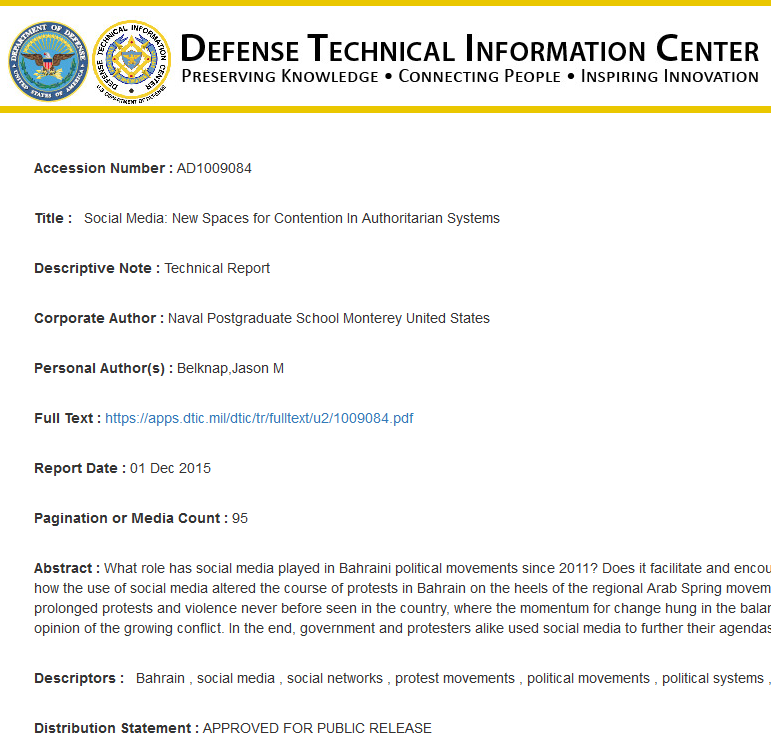 DEPARTMENT OF DEFENSE
UNITED STATES OF AMERICA
DEFENSE TECHNICAL INFORMATION CENTER
U.S. DEPARTMENT OF DEFENSE
DEFENSE TECHNICAL INFORMATION CENTER
PRESERVING KNOWLEDGE • CONNECTING PEOPLE • INSPIRING INNOVATION
Accession Number : AD1009084
Title : Social Media: New Spaces for Contention In Authoritarian Systems
Descriptive Note : Technical Report
Corporate Author : Naval Postgraduate School Monterey United States
Personal Author(s) : Belknap,Jason M
Full Text : https://apps.dtic.mil/dtic/tr/fulltext/u2/1009084.pdf
Report Date : 01 Dec 2015
Pagination or Media Count : 95
Abstract : What role has social media played in Bahraini political movements since 2011? Does it facilitate and encou
how the use of social media altered the course of protests in Bahrain on the heels of the regional Arab Spring movem
prolonged protests and violence never before seen in the country, where the momentum for change hung in the balan
opinion of the growing conflict. In the end, government and protesters alike used social media to further their agendas
Descriptors : Bahrain , social media , social networks , protest movements , political movements , political systems ,
Distribution Statement : APPROVED FOR PUBLIC RELEASE